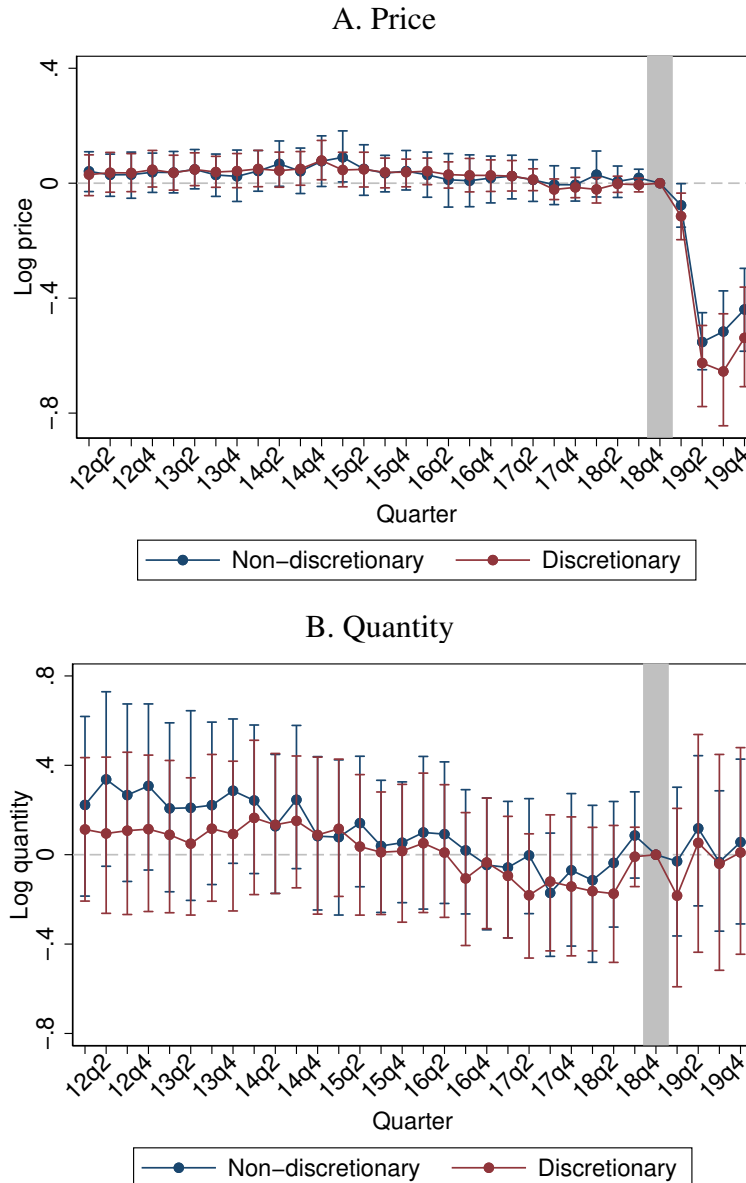 A. Price
.4
0
-.4
-.8
Log price
12q2 12q4 13q2 13q4 14q2 14q4 15q2 15q4 16q2 16q4 17q2 17q4 18q2 18q4 19q2 19q4
Quarter
Non-discretionary Discretionary
B. Quantity
.8
.4
0
-.4
-.8
Log quantity
12q2 12q4 13q2 13q4 14q2 14q4 15q2 15q4 16q2 16q4 17q2 17q4 18q2 18q4 19q2 19q4
Quarter
Non-discretionary Discretionary